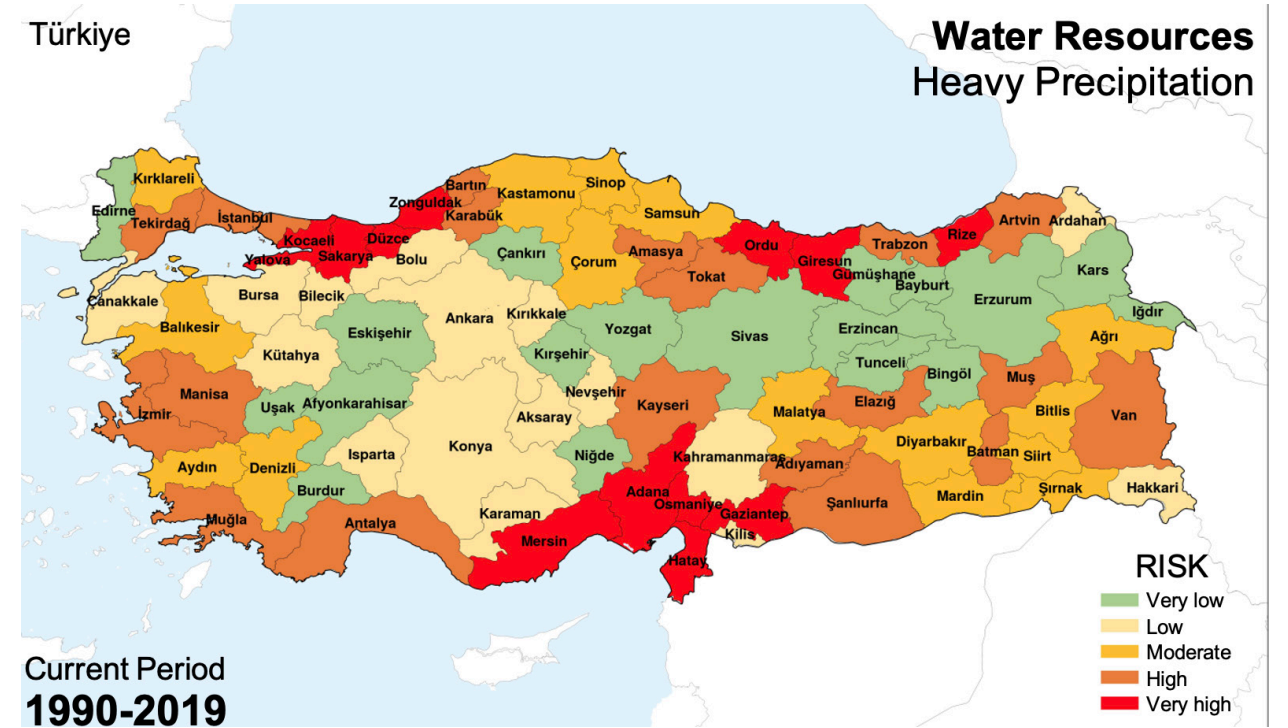 Türkiye
Water Resources
Heavy Precipitation
Kırklareli
Edirne
Tekirdağ
İstanbul
Kocaeli
Yalova
Sakarya
Düzce
Zonguldak
Bartın
Karabük
Kastamonu
Sinop
Samsun
Bolu
Çankırı
Çorum
Amasya
Tokat
Ordu
Giresun
Trabzon
Gümüşhane
Bayburt
Rize
Artvin
Ardahan
Kars
Iğdır
Erzurum
Ağrı
Çanakkale
Bursa
Bilecik
Balıkesir
Kütahya
Eskişehir
Ankara
Kırıkkale
Kırşehir
Yozgat
Sivas
Erzincan
Tunceli
Bingöl
Muş
Bitlis
Van
Manisa
İzmir
Uşak
Afyonkarahisar
Nevşehir
Aksaray
Kayseri
Malatya
Elazığ
Diyarbakır
Batman
Siirt
Aydın
Denizli
Isparta
Burdur
Konya
Niğde
Kahramanmaraş
Adıyaman
Şanlıurfa
Mardin
Şırnak
Hakkari
Muğla
Antalya
Karaman
Mersin
Adana
Osmaniye
Gaziantep
Kilis
Hatay
RISK
Very low
Low
Moderate
High
Very high
Current Period
1990-2019